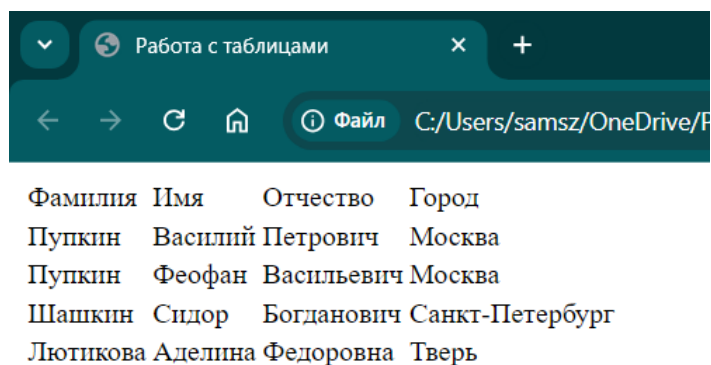 Работа с таблицами
Файл C:/Users/samsz/OneDrive/
Фамилия Имя Отчество Город
Пупкин Василий Петрович Москва
Пупкин Феофан Васильевич Москва
Шашкин Сидор Богданович Санкт-Петербург
Лютикова Аделина Федоровна Тверь